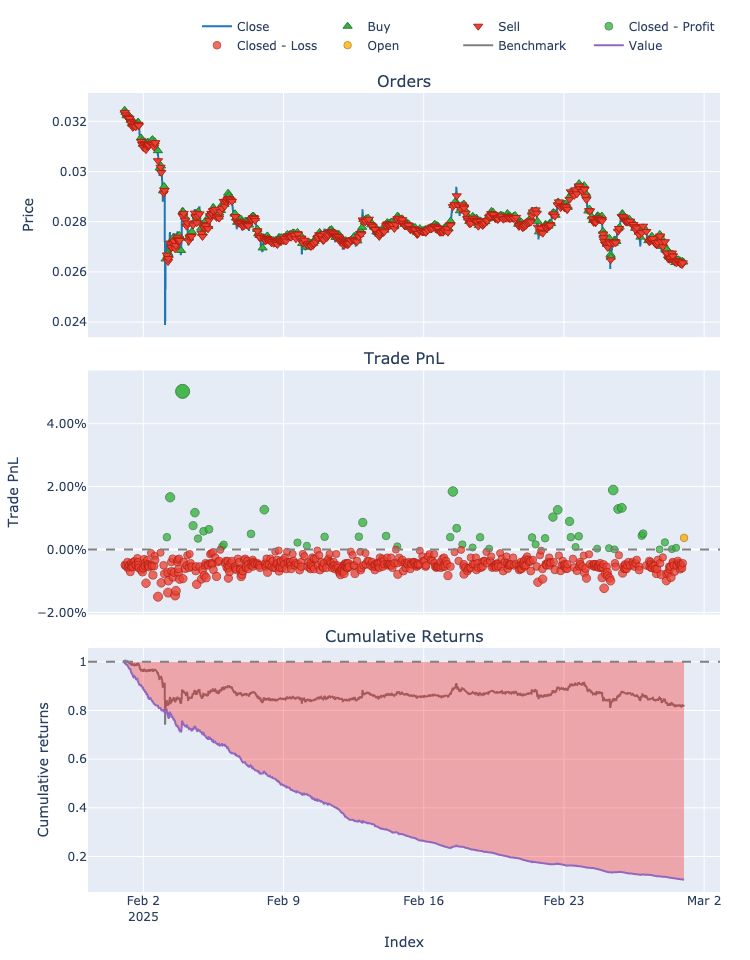 Close Buy Sell Closed - Profit
Closed - Loss Open Benchmark Value
Orders
0.032
0.03
0.028
0.026
0.024
Price
Trade PnL
4.00%
2.00%
0.00%
−2.00%
Trade PnL
Cumulative Returns
1
0.8
0.6
0.4
0.2
Cumulative returns
Feb 2 Feb 9 Feb 16 Feb 23 Mar 2
2025
Index